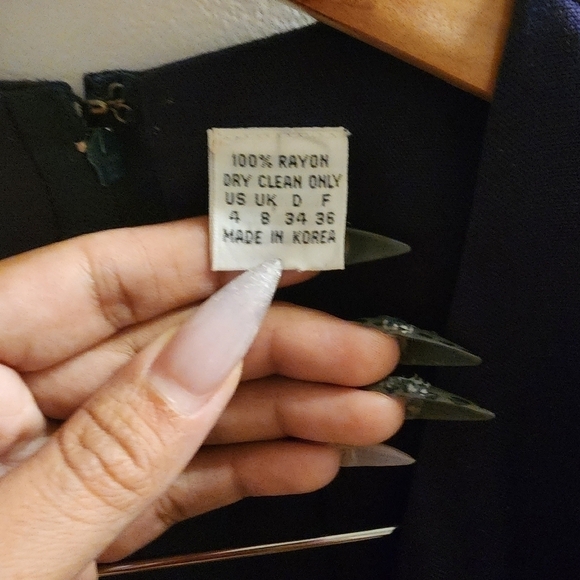 100% RAYON
DRY CLEAN ONLY
US UK D F
4 8 34 36
MADE IN KOREA